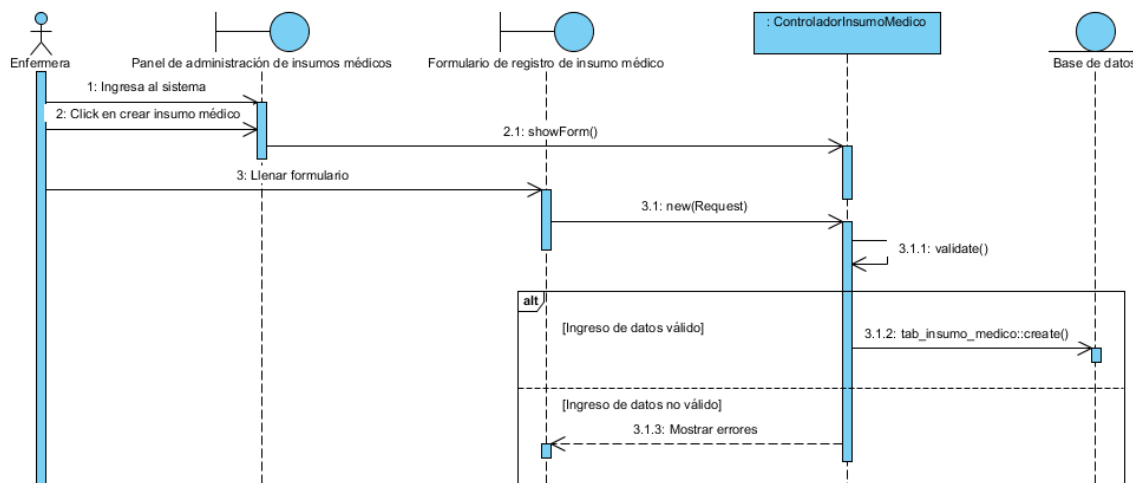 : ControladorInsumoMedico
Enfermera
Panel de administración de insumos médicos
Formulario de registro de insumo médico
Base de datos
1: Ingresa al sistema
2: Click en crear insumo médico
2.1: showForm()
3: Llenar formulario
3.1: new(Request)
3.1.1: validate()
alt
[Ingreso de datos válido]
3.1.2: tab_insumo_medico::create()
[Ingreso de datos no válido]
3.1.3: Mostrar errores